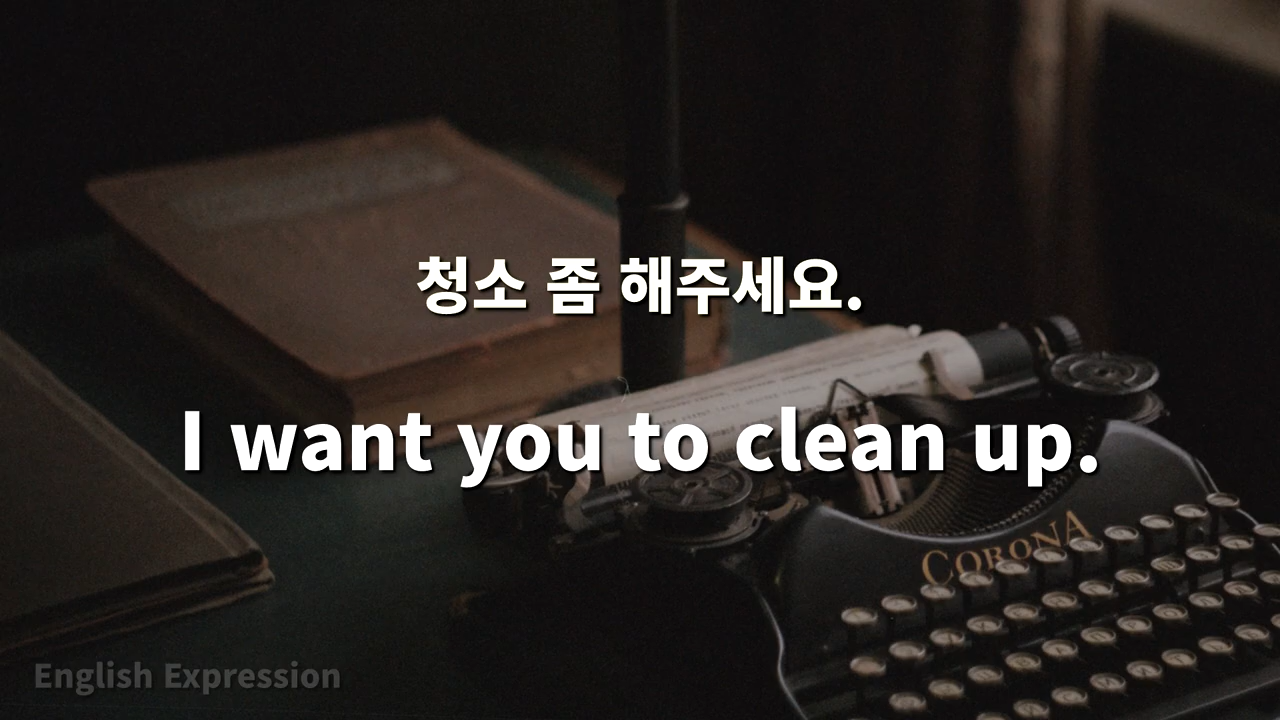 청소 좀 해주세요.
I want you to clean up.
CORONA
English Expression